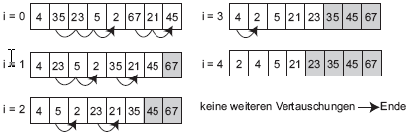 i = 0 4 35 23 5 2 67 21 45
i = 1 4 23 5 2 35 21 45 67
i = 2 4 5 2 23 21 35 45 67
i = 3 4 2 5 21 23 35 45 67
i = 4 2 4 5 21 23 35 45 67
keine weiteren Vertauschungen Ende